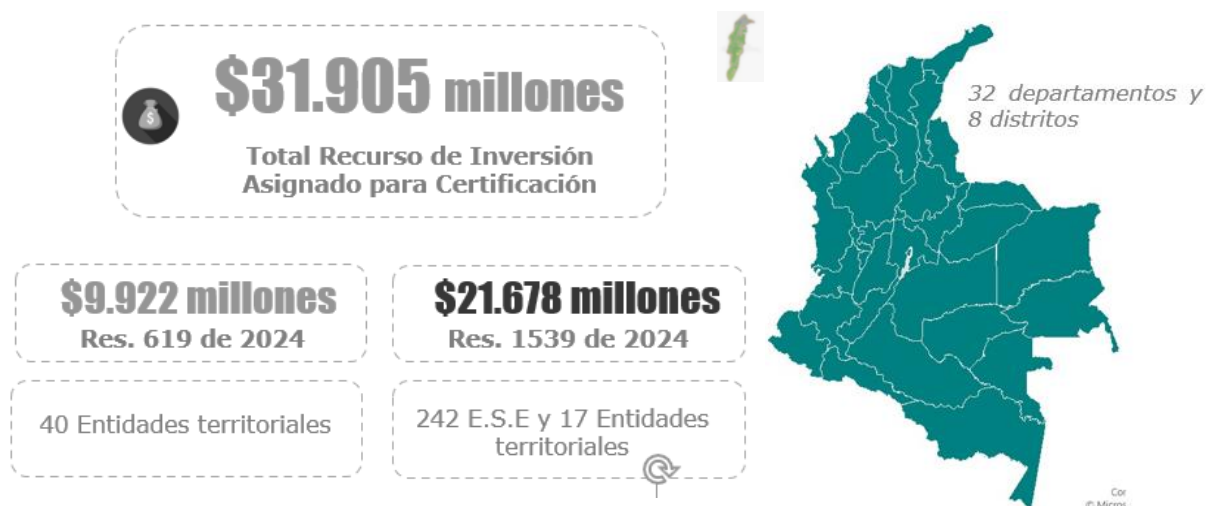 $31.905 millones
Total Recurso de Inversión
Asignado para Certificación
32 departamentos y
8 distritos
$9.922 millones
Res. 619 de 2024
$21.678 millones
Res. 1539 de 2024
40 Entidades territoriales
242 E.S.E y 17 Entidades
territoriales